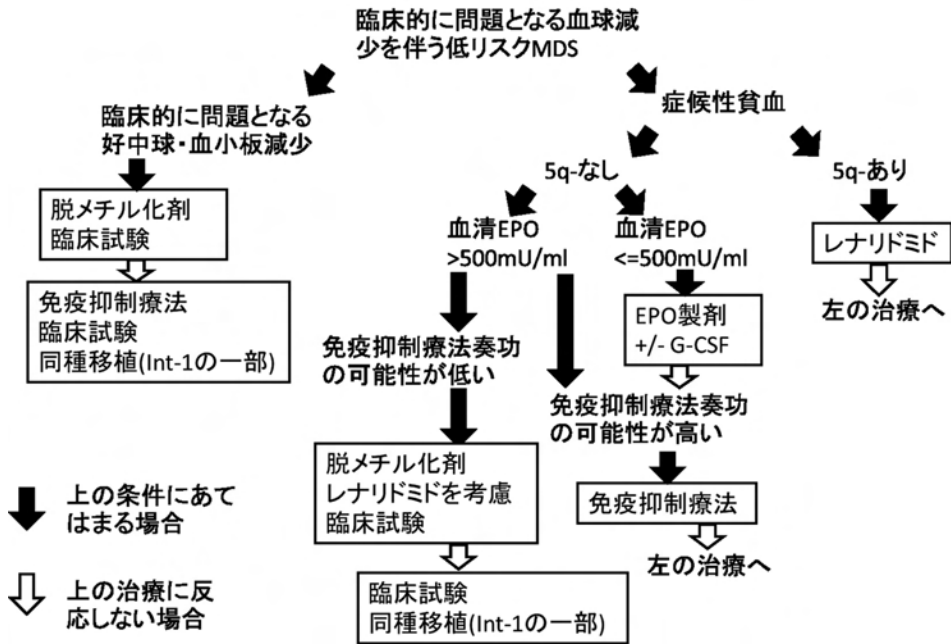 臨床的に問題となる血球減
少を伴う低リスクMDS
臨床的に問題となる
好中球・血小板減少
症候性貧血
5q-なし
5q-あり
脱メチル化剤
臨床試験
血清EPO
>500mU/ml
血清EPO
<=500mU/ml
レナリドミド
免疫抑制療法
臨床試験
同種移植(Int-1の一部)
EPO製剤
+/- G-CSF
左の治療へ
免疫抑制療法奏功
の可能性が低い
免疫抑制療法奏功
の可能性が高い
脱メチル化剤
レナリドミドを考慮
臨床試験
免疫抑制療法
左の治療へ
臨床試験
同種移植(Int-1の一部)
上の条件にあて
はまる場合
上の治療に反
応しない場合